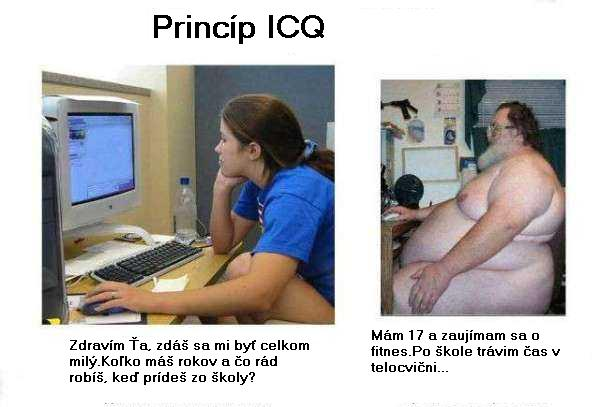 Princíp ICQ
Zdravím Ťa, zdáš sa mi byť celkom
milý.Koľko máš rokov a čo rád
robíš, keď prídeš zo školy?
Mám 17 a zaujímam sa o
fitnes.Po škole trávim čas v
telocvični...